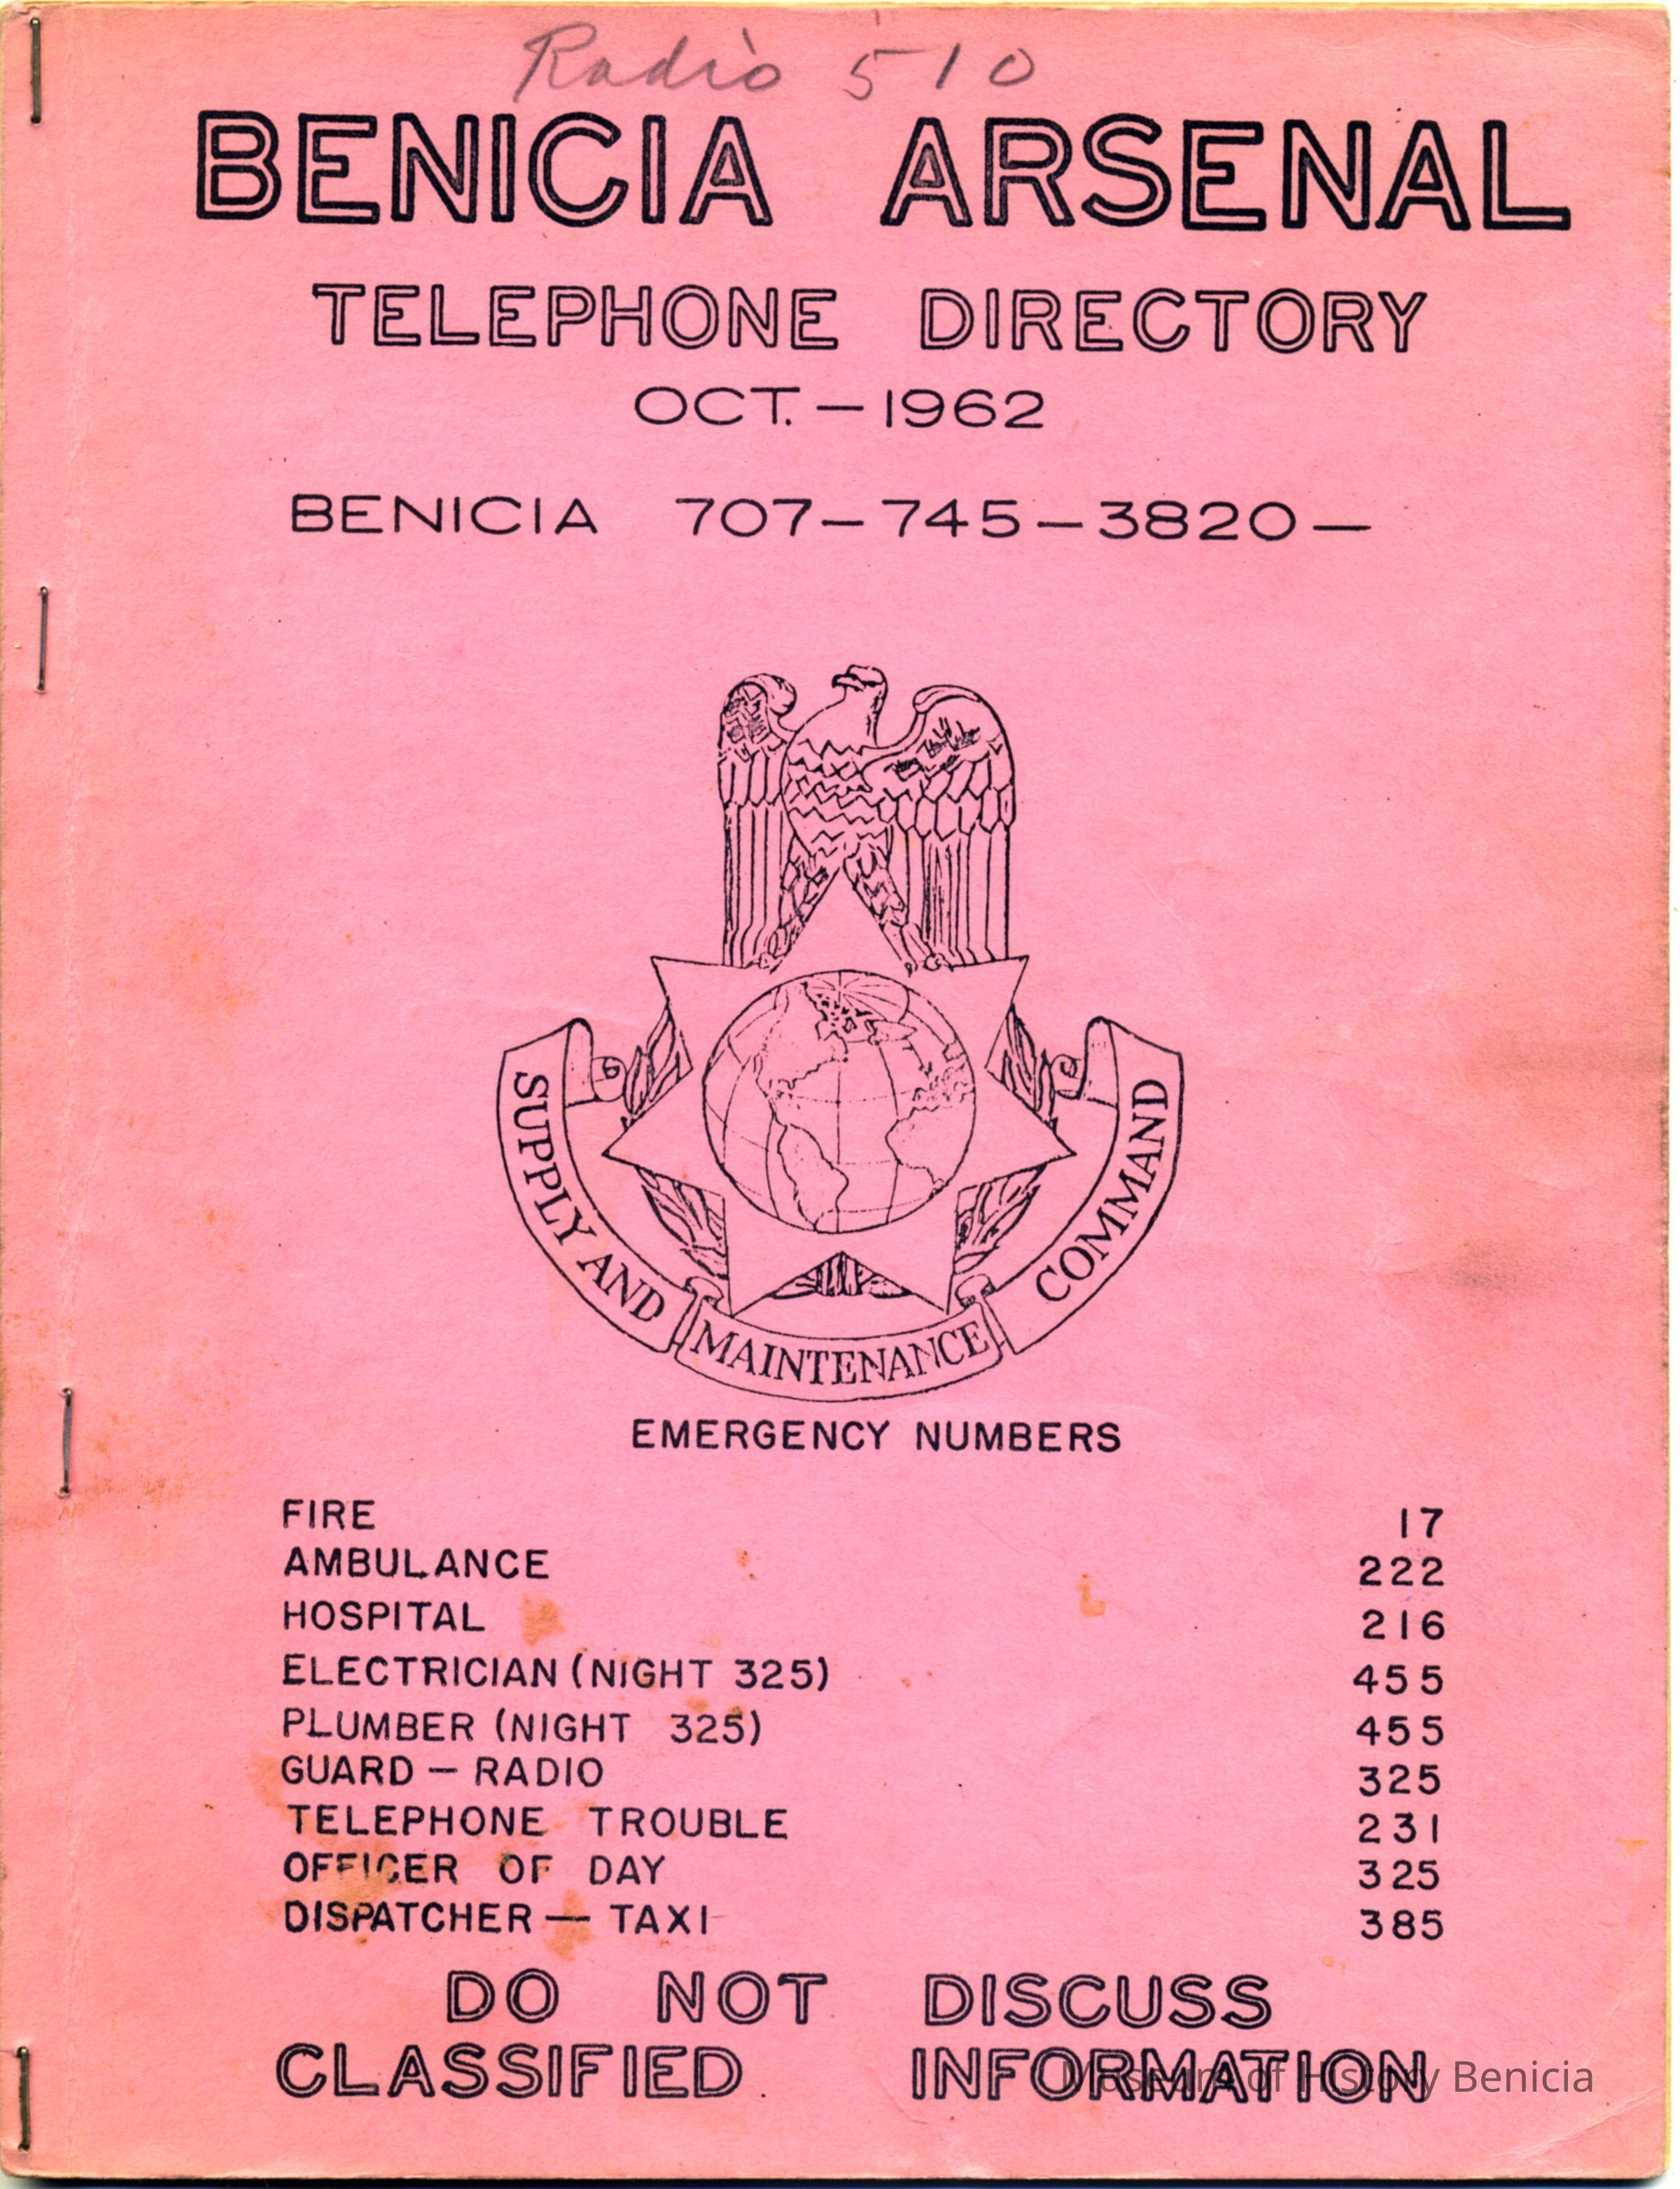 Radio 510
BENICIA ARSENAL
TELEPHONE DIRECTORY
OCT. — 1962
BENICIA 707 — 745 — 3820 —
SUPPLY AND MAINTENANCE COMMAND
EMERGENCY NUMBERS
FIRE 17
AMBULANCE 222
HOSPITAL 216
ELECTRICIAN (NIGHT 325) 455
PLUMBER (NIGHT 325) 455
GUARD — RADIO 325
TELEPHONE TROUBLE 231
OFFICER OF DAY 325
DISPATCHER — TAXI 385
DO NOT DISCUSS
CLASSIFIED INFORMATION
Museum of History Benicia